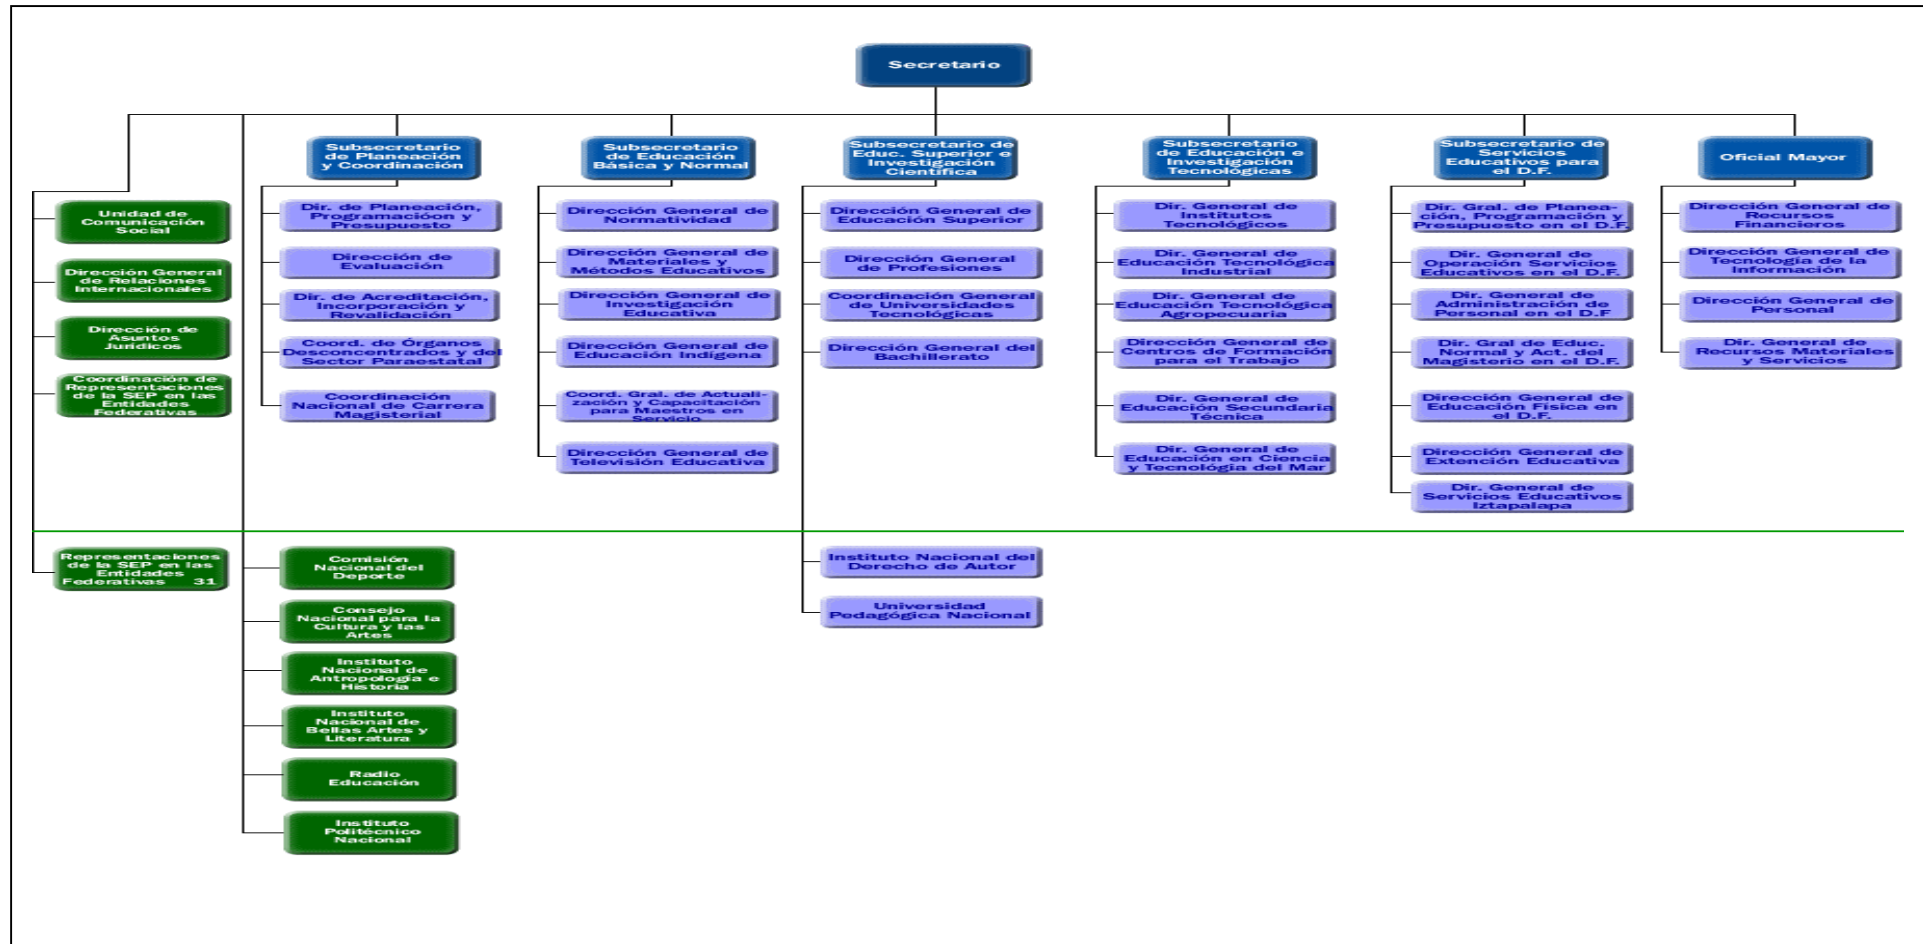 Secretario
Subsecretario
de Planeación
y Coordinación
Subsecretario
de Educación
Básica y Normal
Subsecretario de
Educ. Superior e
Investigación
Científica
Subsecretario
de Educación e
Investigación
Tecnológicas
Subsecretario de
Servicios
Educativos para
el D.F.
Oficial Mayor
Unidad de
Comunicación
Social
Dirección General
de Relaciones
Internacionales
Dirección de
Asuntos
Jurídicos
Coordinación de
Representaciones
de la SEP en las
Entidades
Federativas
Representaciones
de la SEP en las
Entidades
Federativas 31
Dir. de Planeación,
Programacióon y
Presupuesto
Dirección de
Evaluación
Dir. de Acreditación,
Incorporación y
Revalidación
Coord. de Órganos
Desconcentrados y del
Sector Paraestatal
Coordinación
Nacional de Carrera
Magisterial
Comisión
Nacional del
Deporte
Consejo
Nacional para la
Cultura y las
Artes
Instituto
Nacional de
Antropología e
Historia
Instituto
Nacional de
Bellas Artes y
Literatura
Radio
Educación
Instituto
Politécnico
Nacional
Dirección General de
Normatividad
Dirección General de
Materiales y
Métodos Educativos
Dirección General de
Investigación
Educativa
Dirección General de
Educación Indígena
Coord. Gral. de Actuali-
zación y Capacitación
para Maestros en
Servicio
Dirección General de
Televisión Educativa
Dirección General de
Educación Superior
Dirección General
de Profesiones
Coordinación General
de Universidades
Tecnológicas
Dirección General del
Bachillerato
Instituto Nacional del
Derecho de Autor
Universidad
Pedagógica Nacional
Dir. General de
Institutos
Tecnológicos
Dir. General de
Educación Tecnológica
Industrial
Dir. General de
Educación Tecnológica
Agropecuaria
Dirección General de
Centros de Formación
para el Trabajo
Dir. General de
Educación Secundaria
Técnica
Dir. General de
Educación en Ciencia
y Tecnológia del Mar
Dir. Gral. de Planea-
ción, Programación y
Presupuesto en el D.F.
Dir. General de
Operación Servicios
Educativos en el D.F.
Dir. General de
Administración de
Personal en el D.F
Dir. Gral de Educ.
Normal y Act. del
Magisterio en el D.F.
Dirección General de
Educación Física en
el D.F.
Dirección General de
Extención Educativa
Dir. General de
Servicios Educativos
Iztapalapa
Dirección General de
Recursos
Financieros
Dirección General de
Tecnología de la
Información
Dirección General de
Personal
Dir. General de
Recursos Materiales
y Servicios